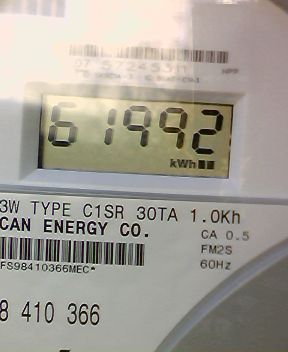 61992
kWh
3W TYPE C1SR 30TA 1.0Kh
CAN ENERGY CO. CA 0.5
FM2S
FS98410366MEC* 60Hz
8 410 366